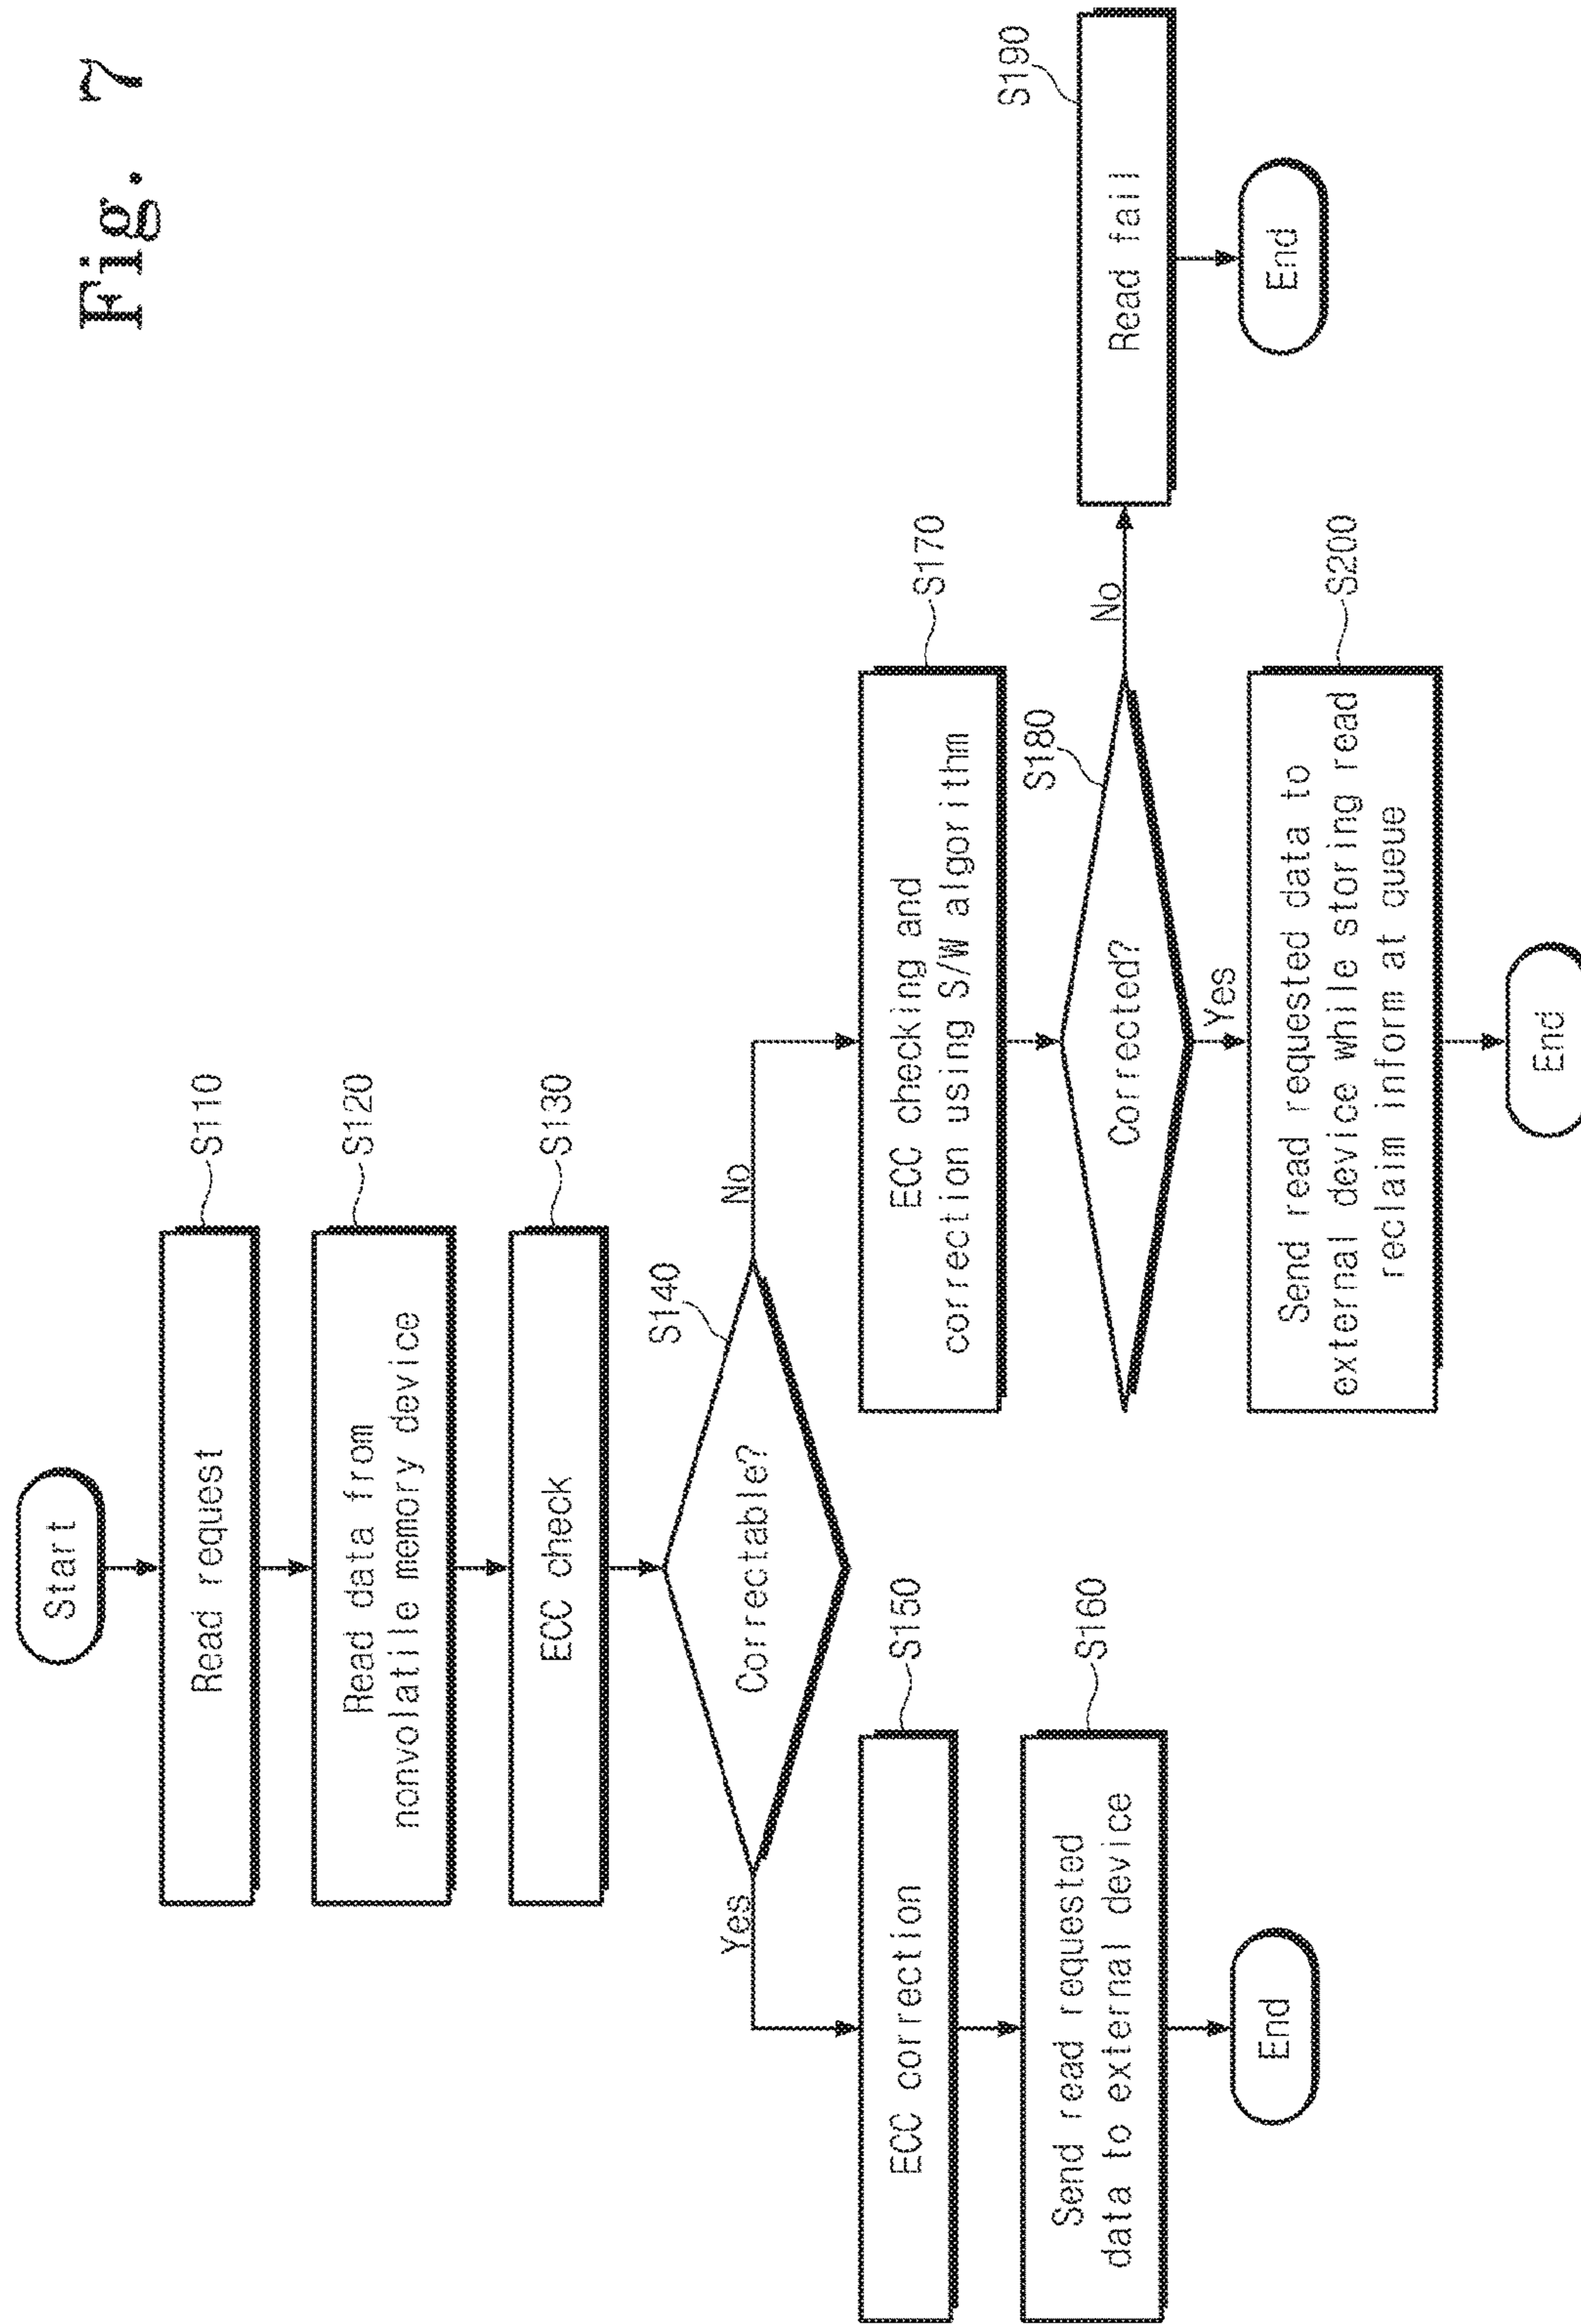 Fig. 7
Start
Read request
S110
Read data from
nonvolatile memory device
S120
ECC check
S130
Correctable?
S140
Yes
No
ECC correction
S150
Send read requested
data to external device
S160
End
ECC checking and
correction using S/W algorithm
S170
Corrected?
S180
No
Read fail
S190
End
Yes
Send read requested data to
external device while storing read
reclaim inform at queue
S200
End